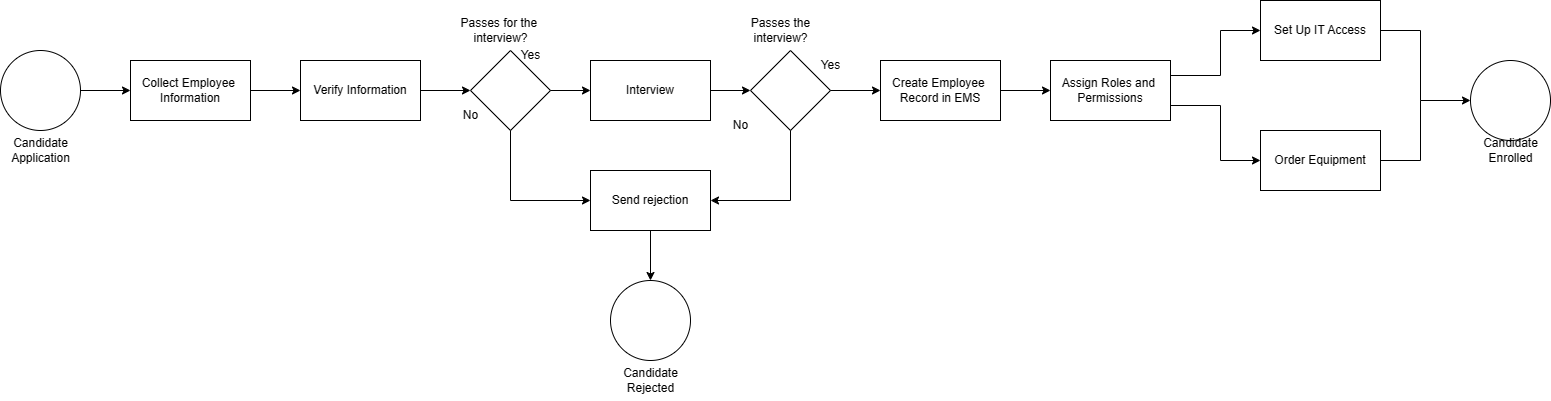 Passes for the
interview?
Passes the
interview?
Yes
Yes
Set Up IT Access
Collect Employee
Information
Verify Information
Interview
Create Employee
Record in EMS
Assign Roles and
Permissions
No
No
Candidate
Application
Order Equipment
Candidate
Enrolled
Send rejection
Candidate
Rejected